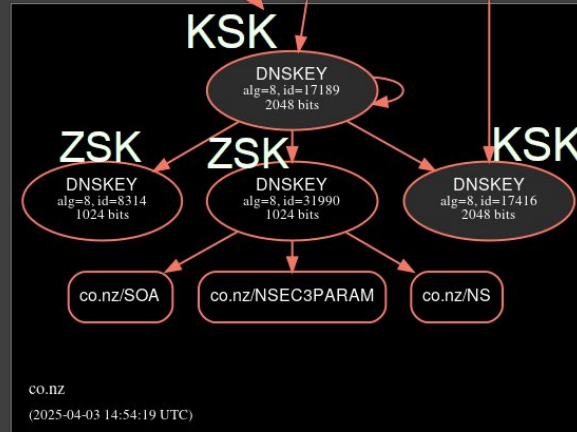 KSK
DNSKEY
alg=8, id=17189
2048 bits
ZSK
ZSK
KSK
DNSKEY
alg=8, id=8314
1024 bits
DNSKEY
alg=8, id=31990
1024 bits
DNSKEY
alg=8, id=17416
2048 bits
co.nz/SOA
co.nz/NSEC3PARAM
co.nz/NS
co.nz
(2025-04-03 14:54:19 UTC)